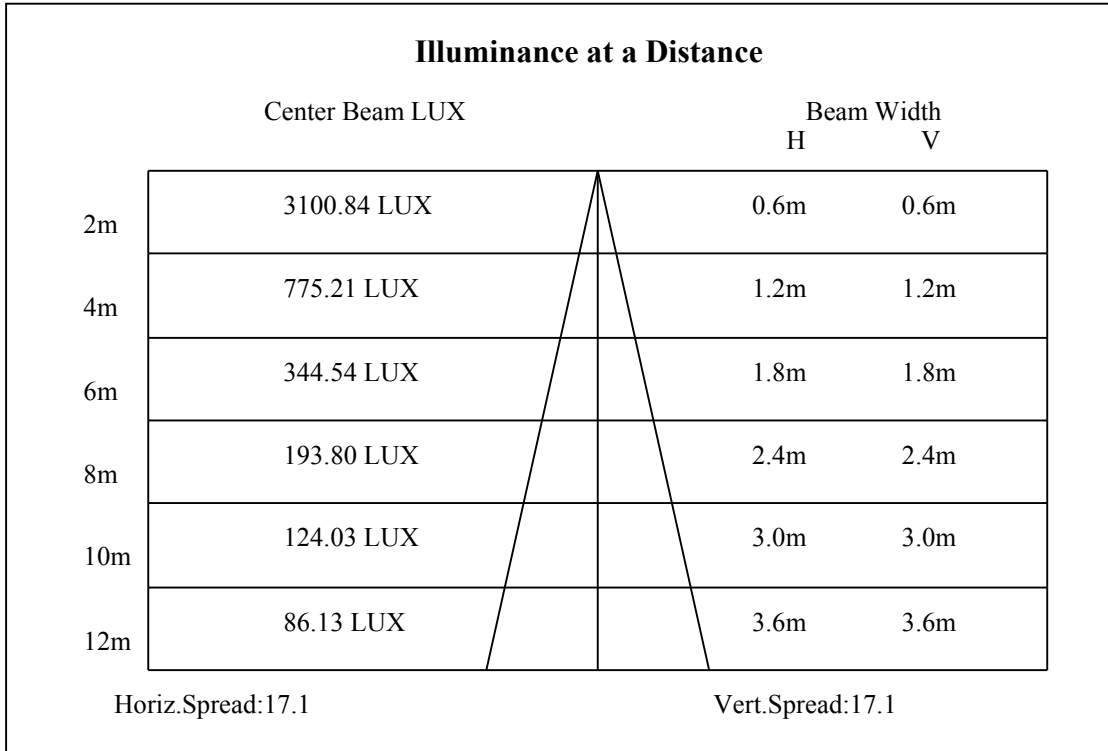 Illuminance at a Distance
Center Beam LUX Beam Width
H V
2m 3100.84 LUX 0.6m 0.6m
4m 775.21 LUX 1.2m 1.2m
6m 344.54 LUX 1.8m 1.8m
8m 193.80 LUX 2.4m 2.4m
10m 124.03 LUX 3.0m 3.0m
12m 86.13 LUX 3.6m 3.6m
Horiz.Spread:17.1 Vert.Spread:17.1